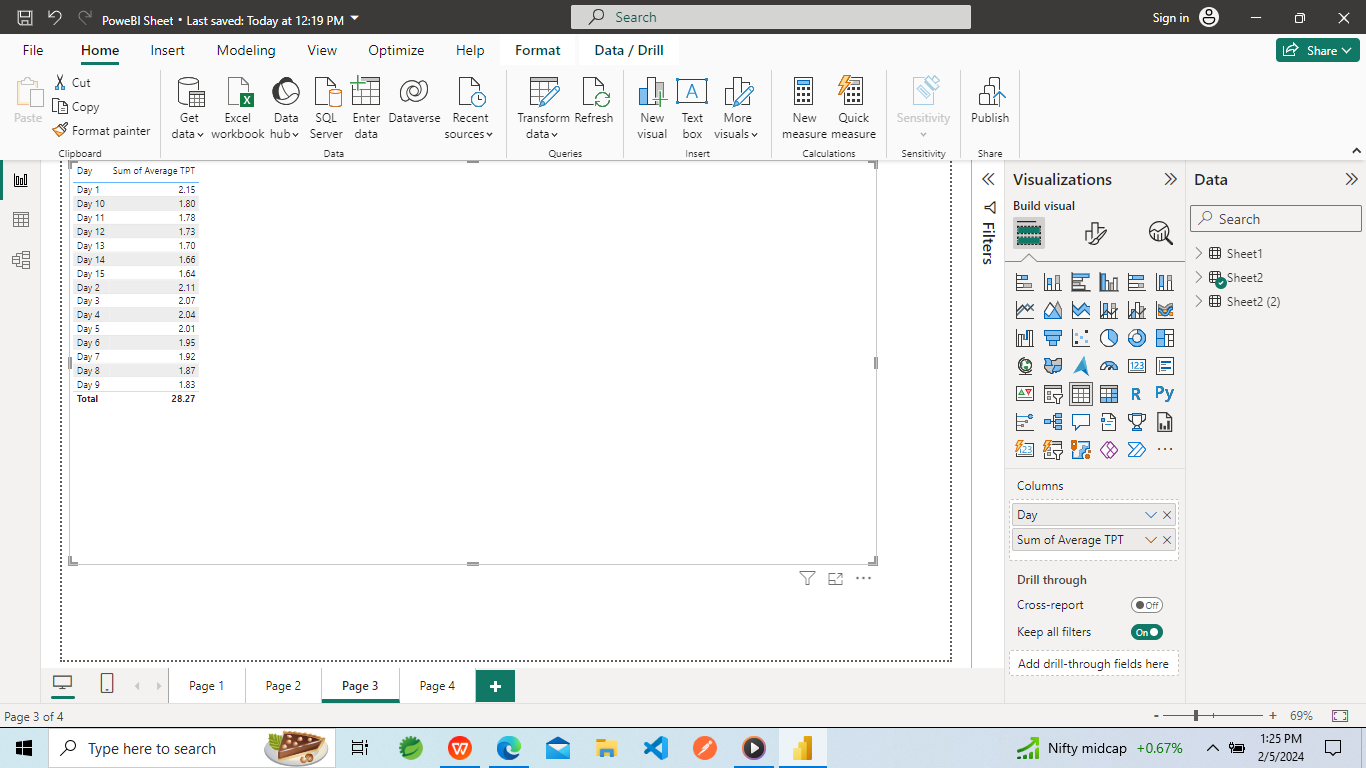 PoweBI Sheet • Last saved: Today at 12:19 PM
Search
Sign in
File Home Insert Modeling View Optimize Help Format Data / Drill
Share
Paste
Cut
Copy
Format painter
Clipboard
Get data
Excel workbook
Data hub
SQL Server
Enter data
Dataverse
Recent sources
Data
Transform data
Refresh
Queries
New visual
Text box
More visuals
Insert
New measure
Quick measure
Calculations
Sensitivity
Sensitivity
Publish
Share
Day Sum of Average TPT
Day 1 2.15
Day 10 1.80
Day 11 1.78
Day 12 1.73
Day 13 1.70
Day 14 1.66
Day 15 1.64
Day 2 2.11
Day 3 2.07
Day 4 2.04
Day 5 2.01
Day 6 1.95
Day 7 1.92
Day 8 1.87
Day 9 1.83
Total 28.27
Filters
Visualizations
Build visual
123
R
Py
123
Columns
Day
Sum of Average TPT
Drill through
Cross-report Off
Keep all filters On
Add drill-through fields here
Data
Search
Sheet1
Sheet2
Sheet2 (2)
Page 1 Page 2 Page 3 Page 4 +
Page 3 of 4
- + 69%
Type here to search
Nifty midcap +0.67%
1:25 PM
2/5/2024